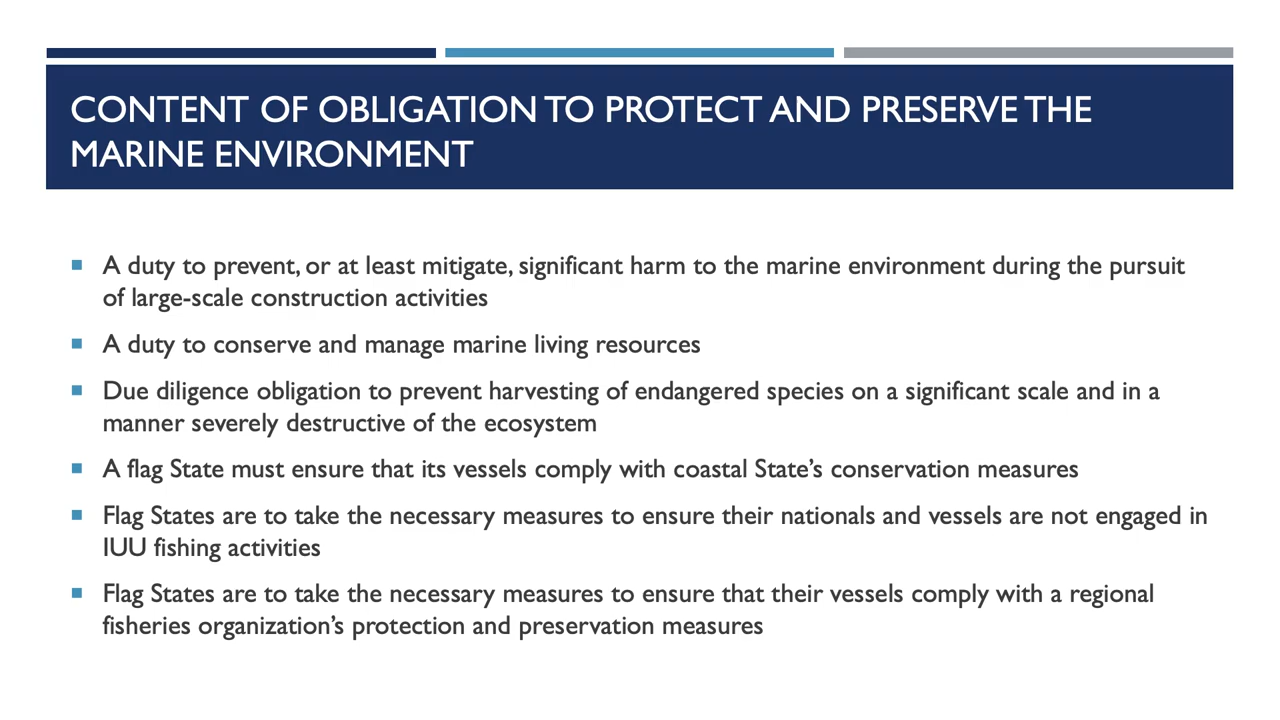 CONTENT OF OBLIGATION TO PROTECT AND PRESERVE THE
MARINE ENVIRONMENT
A duty to prevent, or at least mitigate, significant harm to the marine environment during the pursuit
of large-scale construction activities
A duty to conserve and manage marine living resources
Due diligence obligation to prevent harvesting of endangered species on a significant scale and in a
manner severely destructive of the ecosystem
A flag State must ensure that its vessels comply with coastal State’s conservation measures
Flag States are to take the necessary measures to ensure their nationals and vessels are not engaged in
IUU fishing activities
Flag States are to take the necessary measures to ensure that their vessels comply with a regional
fisheries organization’s protection and preservation measures